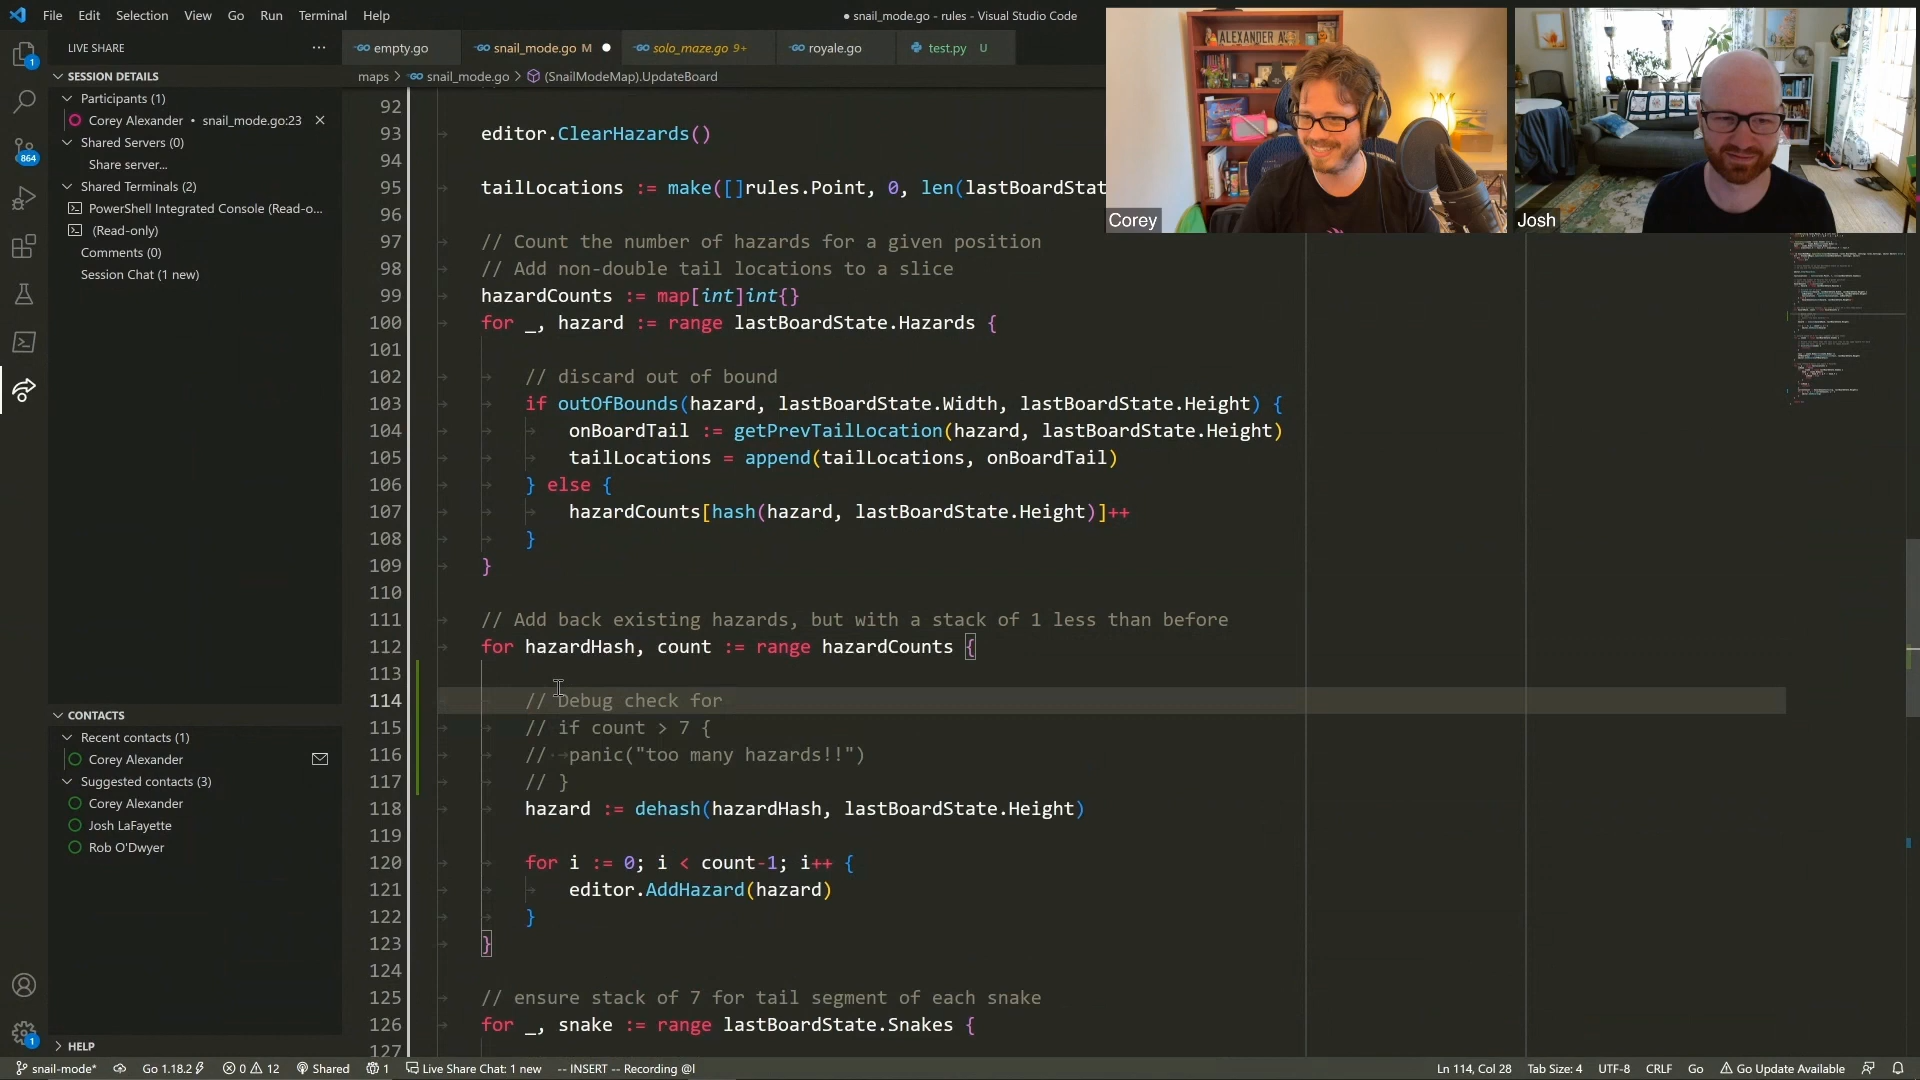 File Edit Selection View Go Run Terminal Help
● snail_mode.go - rules - Visual Studio Code
LIVE SHARE
SESSION DETAILS
Participants (1)
Corey Alexander • snail_mode.go:23
Shared Servers (0)
Share server...
Shared Terminals (2)
PowerShell Integrated Console (Read-o...
(Read-only)
Comments (0)
Session Chat (1 new)
CONTACTS
Recent contacts (1)
Corey Alexander
Suggested contacts (3)
Corey Alexander
Josh LaFayette
Rob O'Dwyer
HELP
1
864
1
empty.go snail_mode.go M solo_maze.go 9+ royale.go test.py U
maps > snail_mode.go > (SnailModeMap).UpdateBoard
92
93 editor.ClearHazards()
94
95 tailLocations := make([]rules.Point, 0, len(lastBoardStat
96
97 // Count the number of hazards for a given position
98 // Add non-double tail locations to a slice
99 hazardCounts := map[int]int{}
100 for _, hazard := range lastBoardState.Hazards {
101
102 // discard out of bound
103 if outOfBounds(hazard, lastBoardState.Width, lastBoardState.Height) {
104 onBoardTail := getPrevTailLocation(hazard, lastBoardState.Height)
105 tailLocations = append(tailLocations, onBoardTail)
106 } else {
107 hazardCounts[hash(hazard, lastBoardState.Height)]++
108 }
109 }
110
111 // Add back existing hazards, but with a stack of 1 less than before
112 for hazardHash, count := range hazardCounts {
113
114 // Debug check for
115 // if count > 7 {
116 // panic("too many hazards!!")
117 // }
118 hazard := dehash(hazardHash, lastBoardState.Height)
119
120 for i := 0; i < count-1; i++ {
121 editor.AddHazard(hazard)
122 }
123 }
124
125 // ensure stack of 7 for tail segment of each snake
126 for _, snake := range lastBoardState.Snakes {
127
ALEXANDER A
Corey
Josh
snail-mode* Go 1.18.2 0 12 Shared 1 Live Share Chat: 1 new -- INSERT -- Recording @l
Ln 114, Col 28 Tab Size: 4 UTF-8 CRLF Go Go Update Available